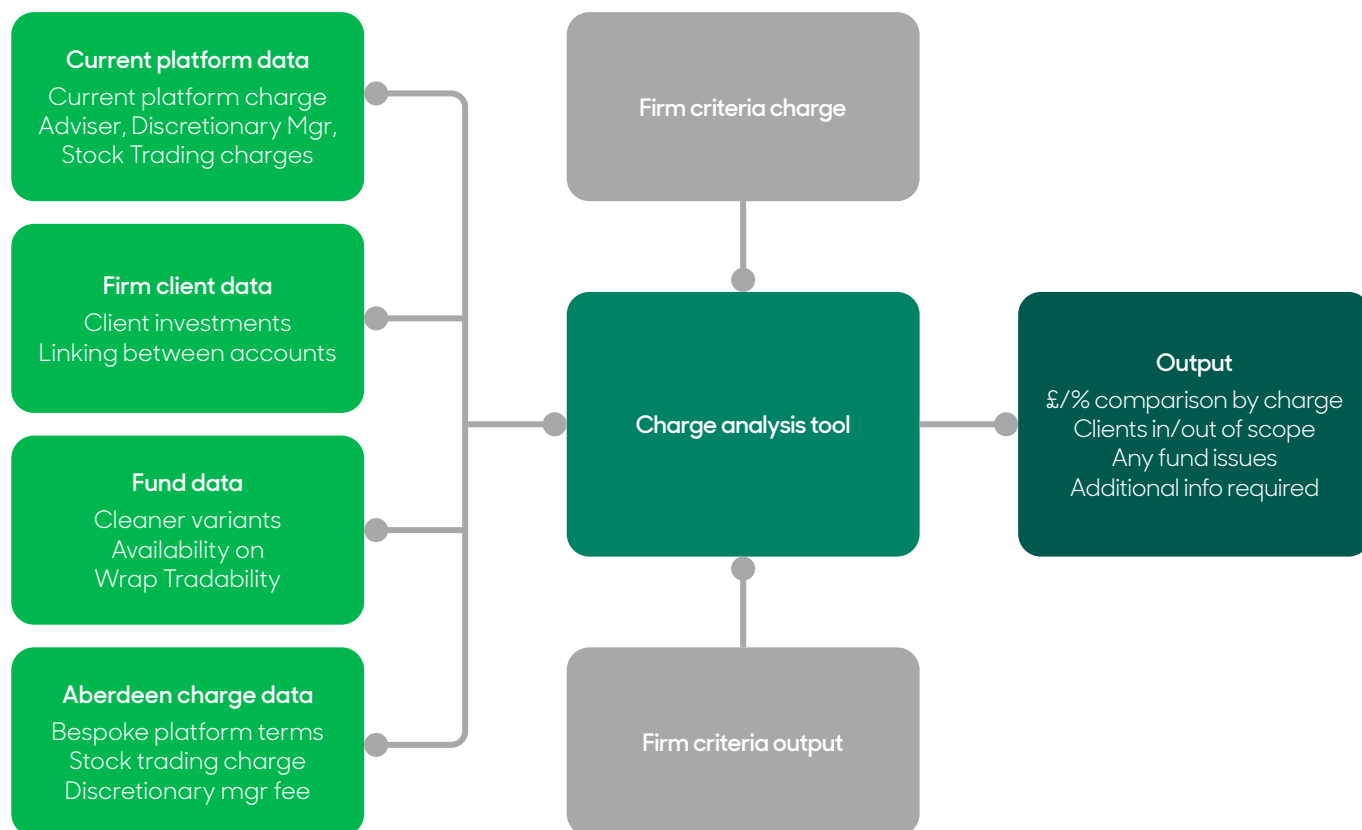 Current platform data
Current platform charge
Adviser, Discretionary Mgr,
Stock Trading charges
Firm client data
Client investments
Linking between accounts
Fund data
Cleaner variants
Availability on
Wrap Tradability
Aberdeen charge data
Bespoke platform terms
Stock trading charge
Discretionary mgr fee
Firm criteria charge
Charge analysis tool
Firm criteria output
Output
£/% comparison by charge
Clients in/out of scope
Any fund issues
Additional info required